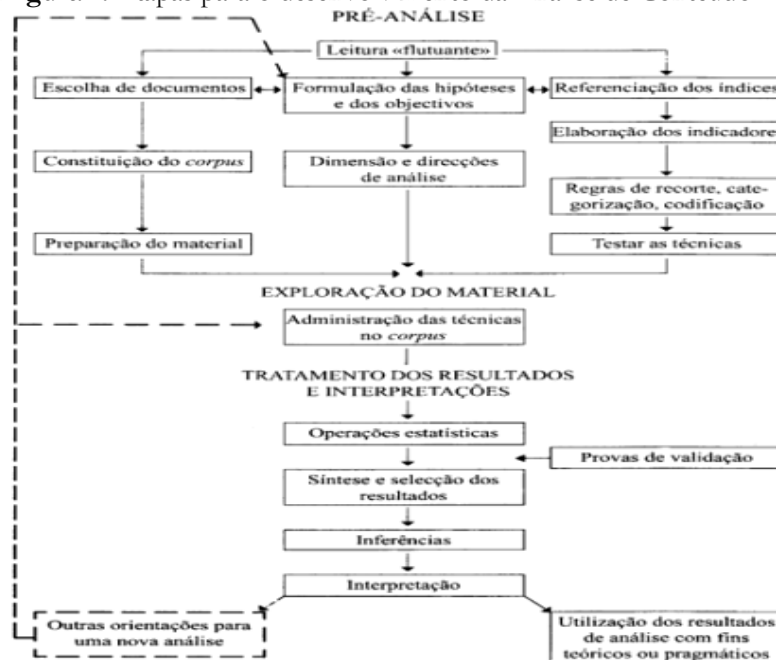 PRÉ-ANÁLISE
Leitura «flutuante»
Escolha de documentos
Formulação das hipóteses
e dos objectivos
Referenciação dos índices
Elaboração dos indicadore
Constituição do corpus
Dimensão e direcções
de análise
Regras de recorte, cate-
gorização, codificação
Preparação do material
Testar as técnicas
EXPLORAÇÃO DO MATERIAL
Administração das técnicas
no corpus
TRATAMENTO DOS RESULTADOS
E INTERPRETAÇÕES
Operações estatísticas
Provas de validação
Síntese e selecção dos
resultados
Inferências
Interpretação
Outras orientações para
uma nova análise
Utilização dos resultados
de análise com fins
teóricos ou pragmáticos